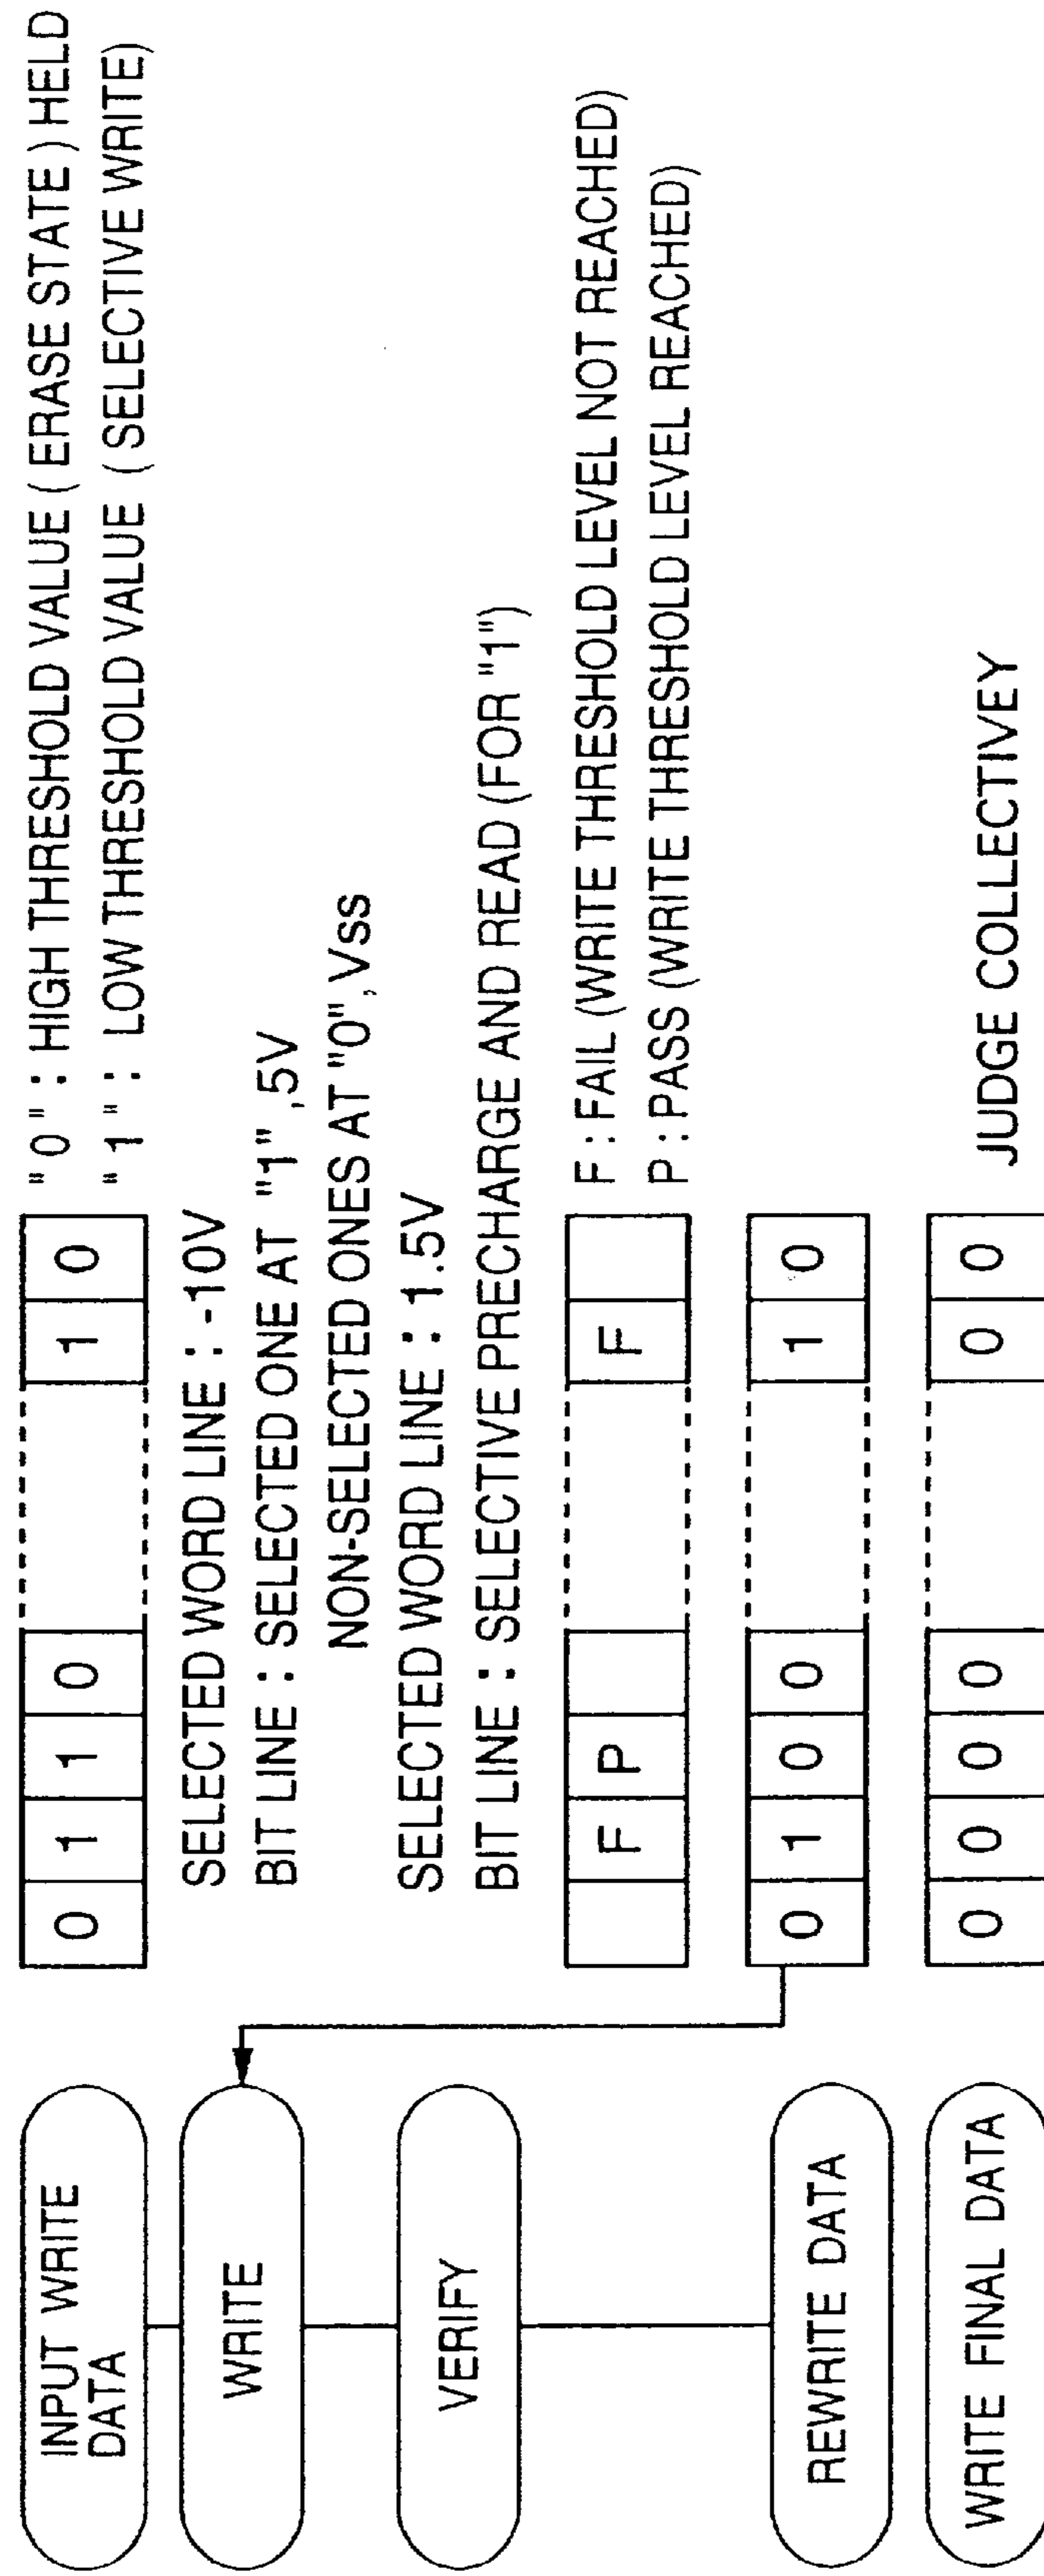 INPUT WRITE
DATA
0 1 1 0 1 0
"0" : HIGH THRESHOLD VALUE ( ERASE STATE ) HELD
"1" : LOW THRESHOLD VALUE ( SELECTIVE WRITE)
WRITE
SELECTED WORD LINE : -10V
BIT LINE : SELECTED ONE AT "1" ,5V
NON-SELECTED ONES AT "0", Vss
VERIFY
SELECTED WORD LINE : 1.5V
BIT LINE : SELECTIVE PRECHARGE AND READ (FOR "1")
F P F
F : FAIL (WRITE THRESHOLD LEVEL NOT REACHED)
P : PASS (WRITE THRESHOLD LEVEL REACHED)
REWRITE DATA
0 1 0 0 1 0
WRITE FINAL DATA
0 0 0 0 0 0
JUDGE COLLECTIVEY